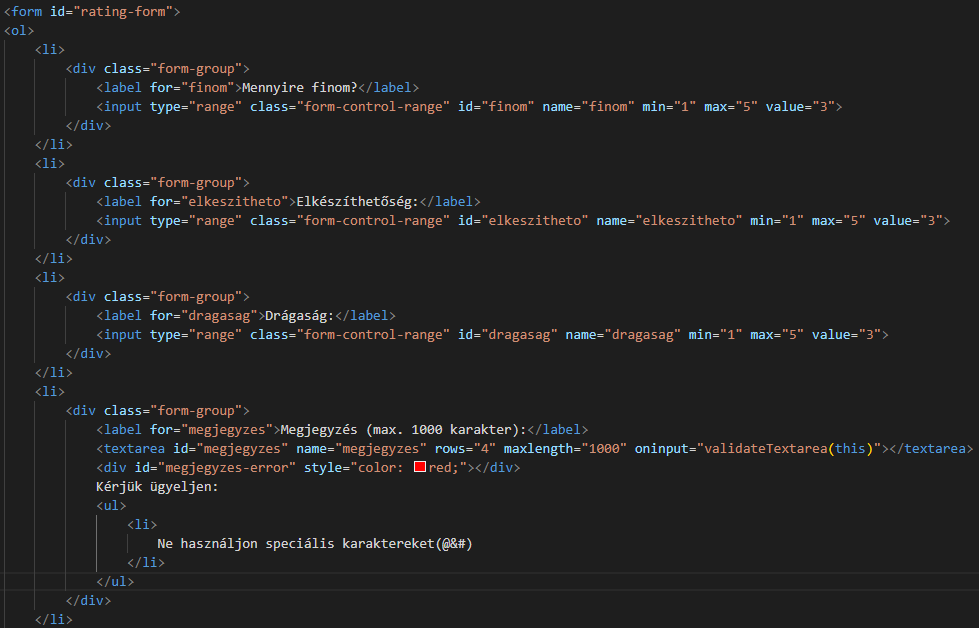 <form id="rating-form">
<ol>
<li>
<div class="form-group">
<label for="finom">Mennyire finom?</label>
<input type="range" class="form-control-range" id="finom" name="finom" min="1" max="5" value="3">
</div>
</li>
<li>
<div class="form-group">
<label for="elkeszitheto">Elkészíthetőség:</label>
<input type="range" class="form-control-range" id="elkeszitheto" name="elkeszitheto" min="1" max="5" value="3">
</div>
</li>
<li>
<div class="form-group">
<label for="dragasag">Drágaság:</label>
<input type="range" class="form-control-range" id="dragasag" name="dragasag" min="1" max="5" value="3">
</div>
</li>
<li>
<div class="form-group">
<label for="megjegyzes">Megjegyzés (max. 1000 karakter):</label>
<textarea id="megjegyzes" name="megjegyzes" rows="4" maxlength="1000" oninput="validateTextarea(this)"></textarea>
<div id="megjegyzes-error" style="color: red;"></div>
Kérjük ügyeljen:
<ul>
<li>
Ne használjon speciális karaktereket(@&#)
</li>
</ul>
</div>
</li>